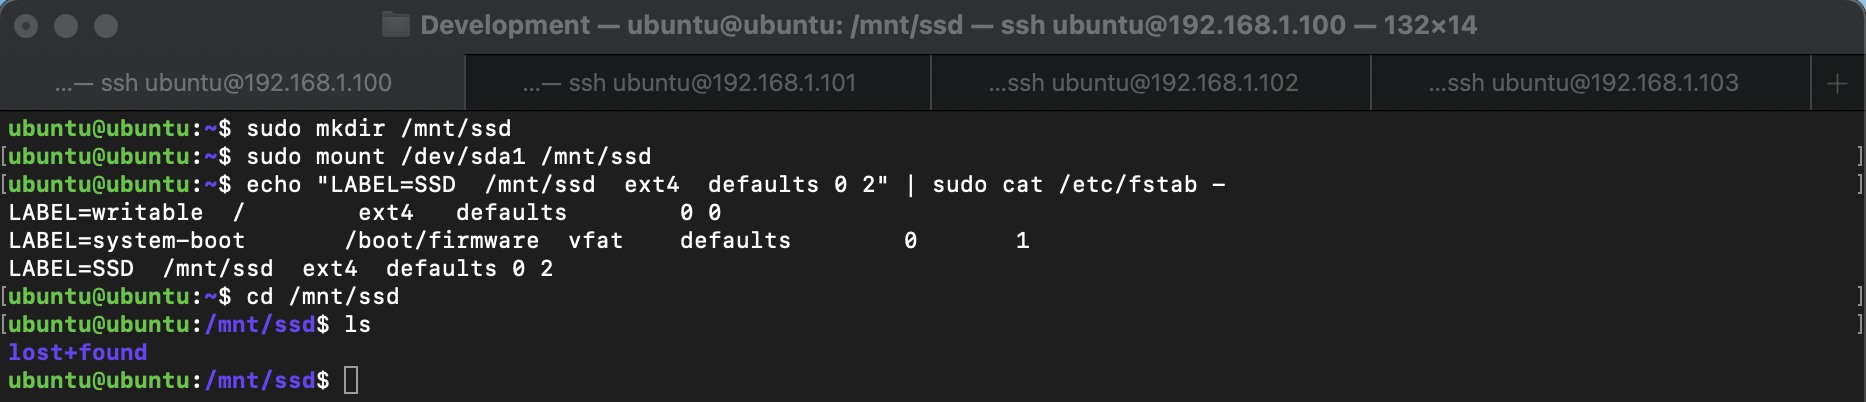 Development — ubuntu@ubuntu: /mnt/ssd — ssh ubuntu@192.168.1.100 — 132×14
...— ssh ubuntu@192.168.1.100
...— ssh ubuntu@192.168.1.101
...ssh ubuntu@192.168.1.102
...ssh ubuntu@192.168.1.103
+
ubuntu@ubuntu:~$ sudo mkdir /mnt/ssd
[ubuntu@ubuntu:~$ sudo mount /dev/sda1 /mnt/ssd ]
[ubuntu@ubuntu:~$ echo "LABEL=SSD  /mnt/ssd  ext4  defaults 0 2" | sudo cat /etc/fstab - ]
LABEL=writable  /        ext4   defaults        0 0
LABEL=system-boot       /boot/firmware  vfat    defaults        0       1
LABEL=SSD  /mnt/ssd  ext4  defaults 0 2
[ubuntu@ubuntu:~$ cd /mnt/ssd ]
[ubuntu@ubuntu:/mnt/ssd$ ls ]
lost+found
ubuntu@ubuntu:/mnt/ssd$